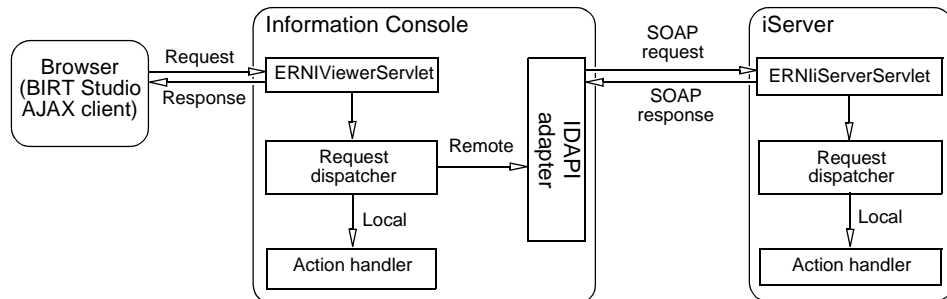 Information Console
iServer
Browser
(BIRT Studio
AJAX client)
Request
Response
ERNIViewerServlet
Request
dispatcher
Remote
Local
Action handler
IDAPI
adapter
SOAP
request
SOAP
response
ERNIiServerServlet
Request
dispatcher
Local
Action handler